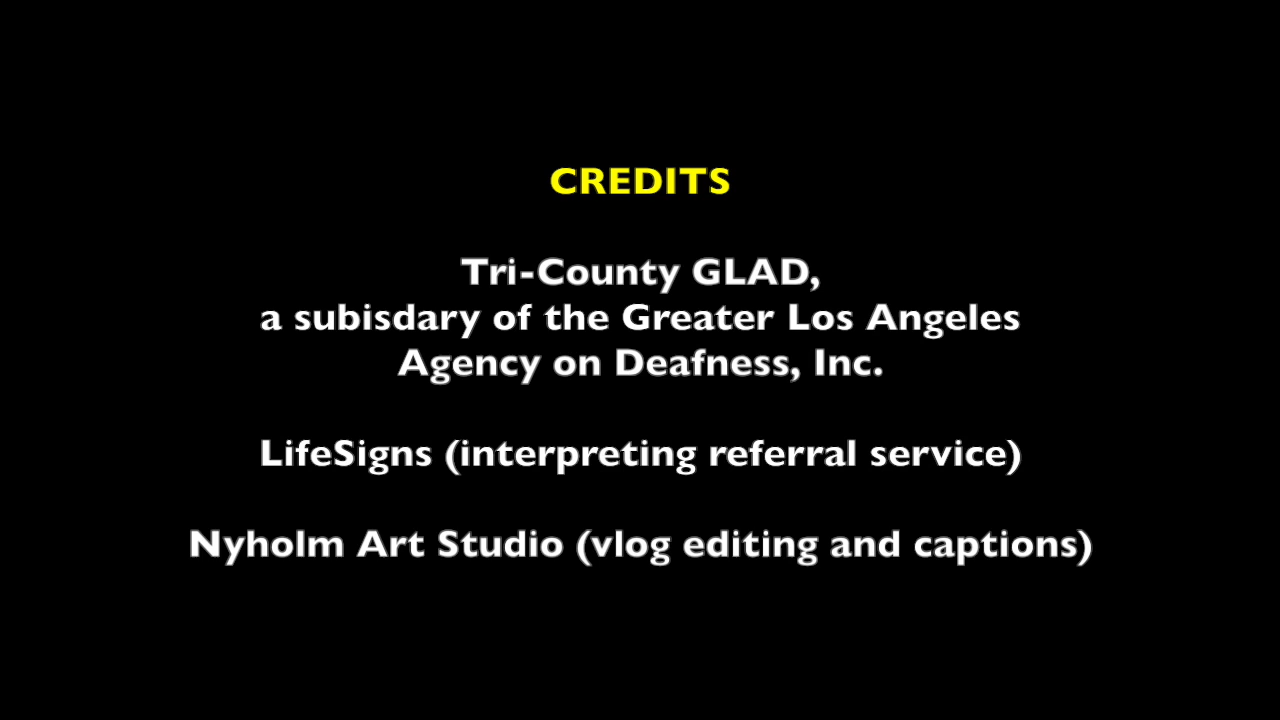 CREDITS
Tri-County GLAD,
a subisdary of the Greater Los Angeles
Agency on Deafness, Inc.
LifeSigns (interpreting referral service)
Nyholm Art Studio (vlog editing and captions)